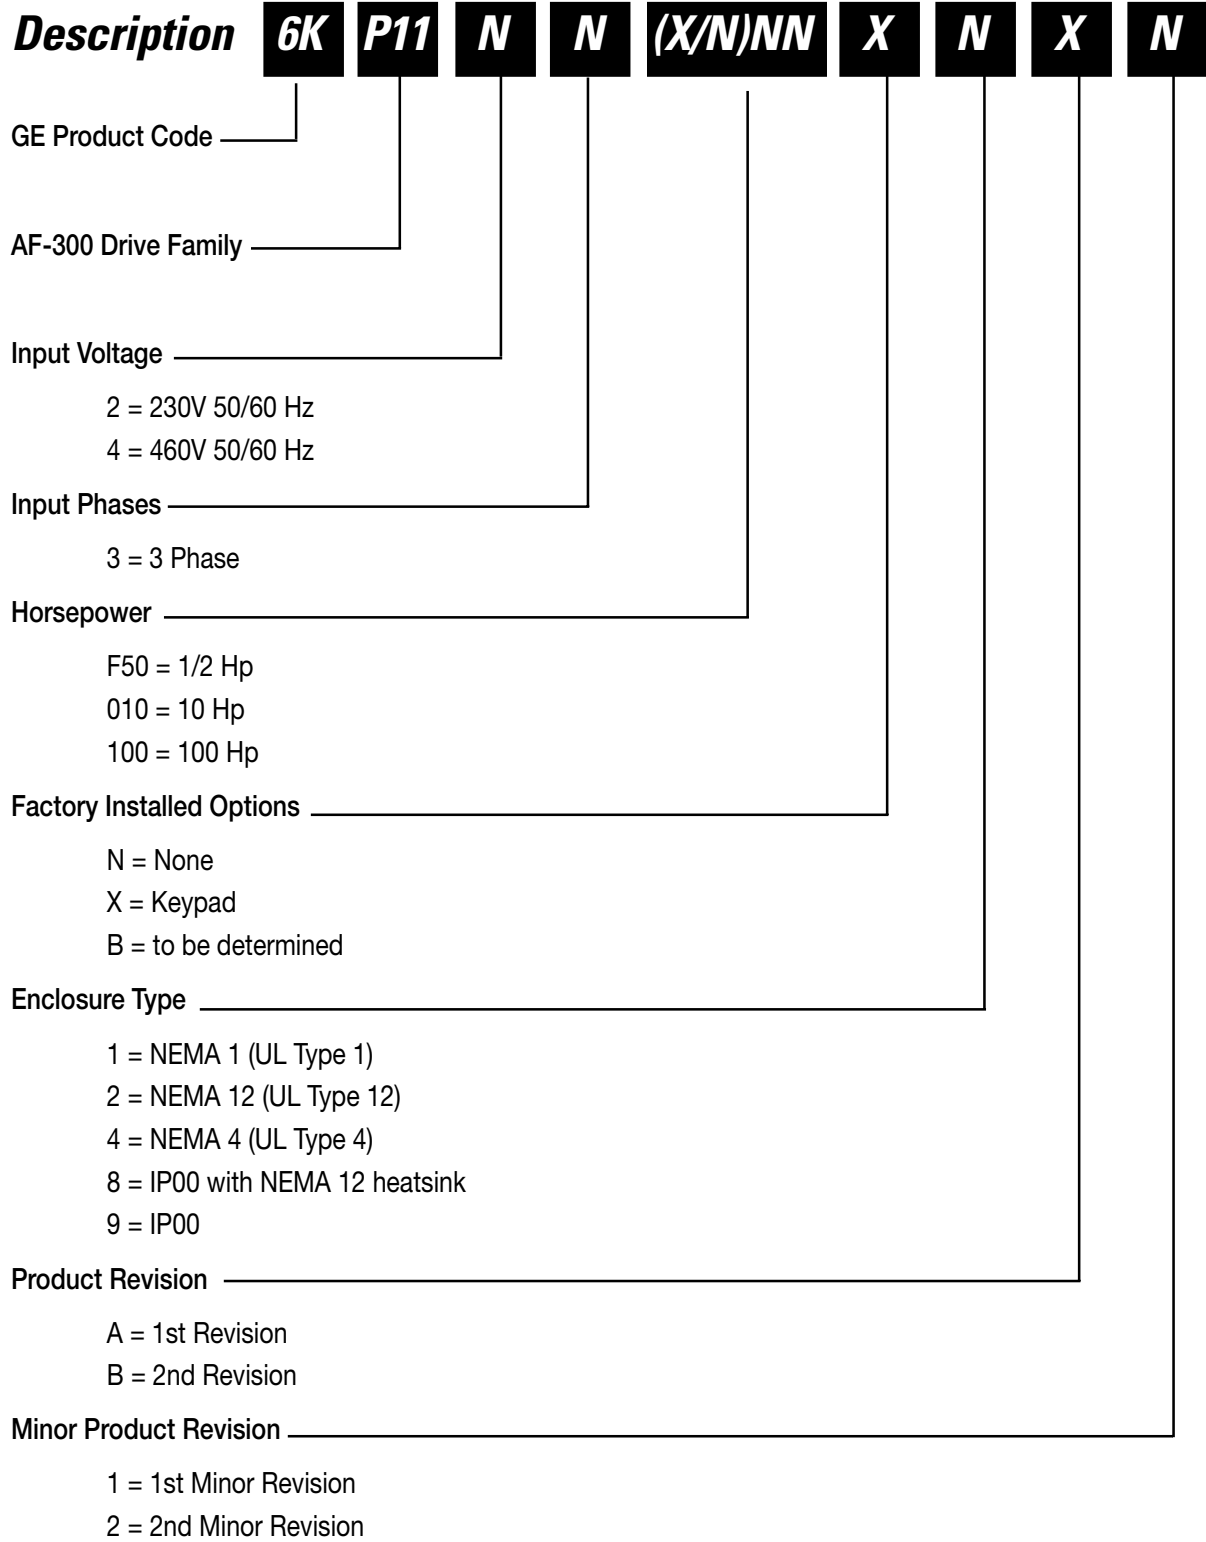 Description 6K P11 N N (X/N)NN X N X N
GE Product Code
AF-300 Drive Family
Input Voltage
2 = 230V 50/60 Hz
4 = 460V 50/60 Hz
Input Phases
3 = 3 Phase
Horsepower
F50 = 1/2 Hp
010 = 10 Hp
100 = 100 Hp
Factory Installed Options
N = None
X = Keypad
B = to be determined
Enclosure Type
1 = NEMA 1 (UL Type 1)
2 = NEMA 12 (UL Type 12)
4 = NEMA 4 (UL Type 4)
8 = IP00 with NEMA 12 heatsink
9 = IP00
Product Revision
A = 1st Revision
B = 2nd Revision
Minor Product Revision
1 = 1st Minor Revision
2 = 2nd Minor Revision